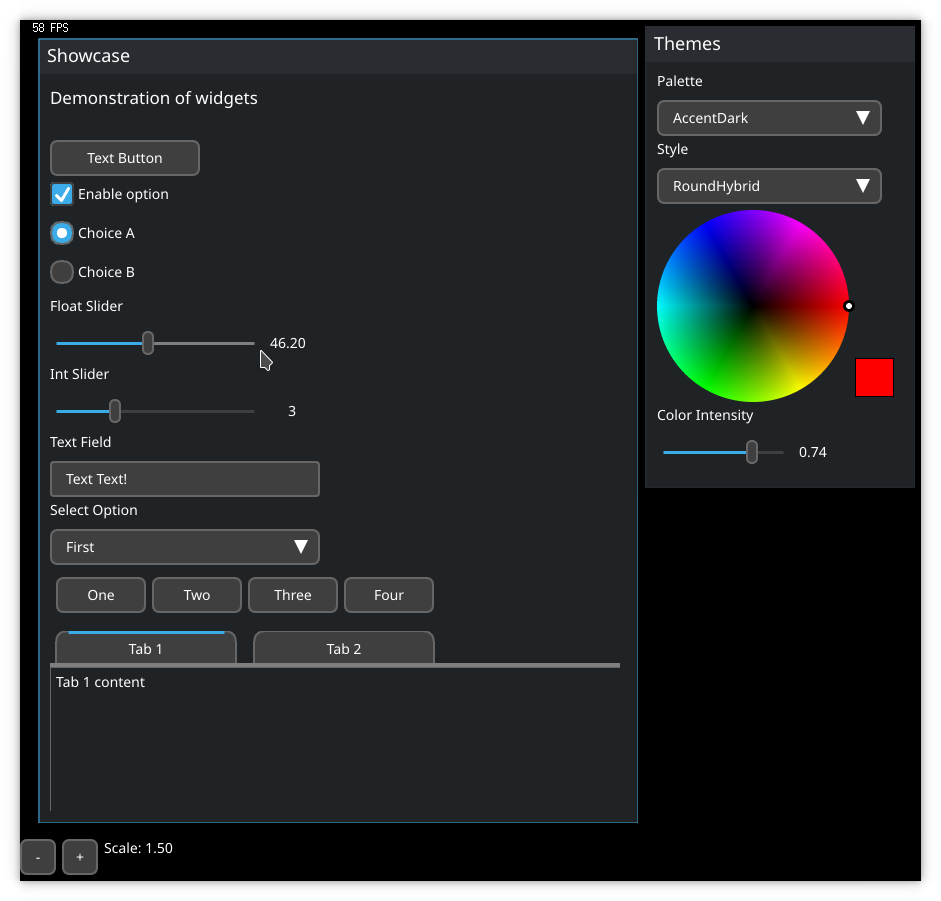 58 FPS
Showcase
Demonstration of widgets
Text Button
Enable option
Choice A
Choice B
Float Slider
46.20
Int Slider
3
Text Field
Text Text!
Select Option
First
One Two Three Four
Tab 1 Tab 2
Tab 1 content
- + Scale: 1.50
Themes
Palette
AccentDark
Style
RoundHybrid
Color Intensity
0.74